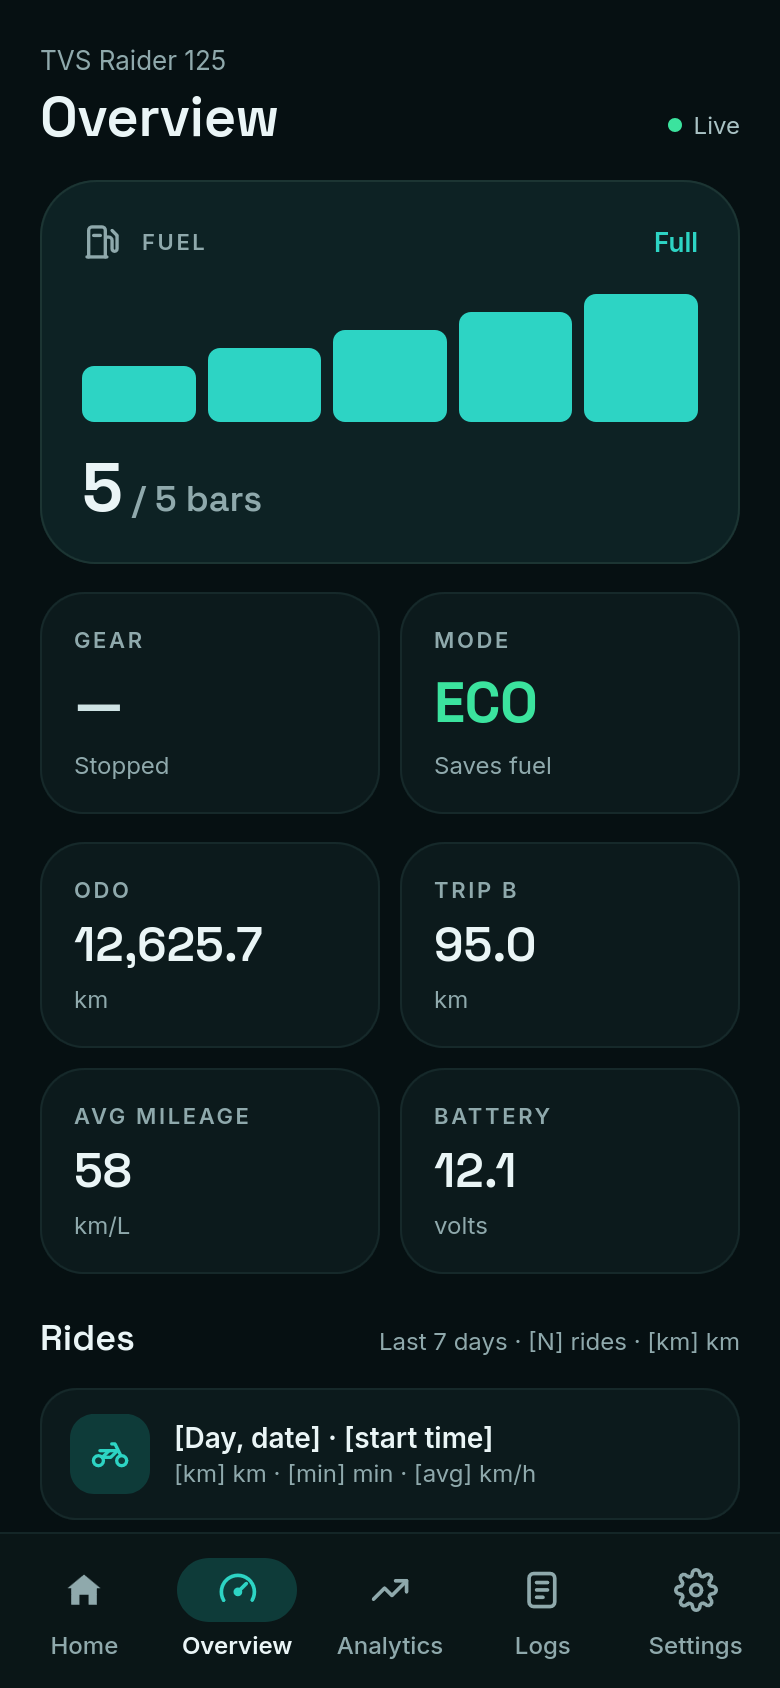 TVS Raider 125
Overview
Live
FUEL
Full
5 / 5 bars
GEAR
—
Stopped
MODE
ECO
Saves fuel
ODO
12,625.7
km
TRIP B
95.0
km
AVG MILEAGE
58
km/L
BATTERY
12.1
volts
Rides
Last 7 days · [N] rides · [km] km
[Day, date] · [start time]
[km] km · [min] min · [avg] km/h
Home
Overview
Analytics
Logs
Settings